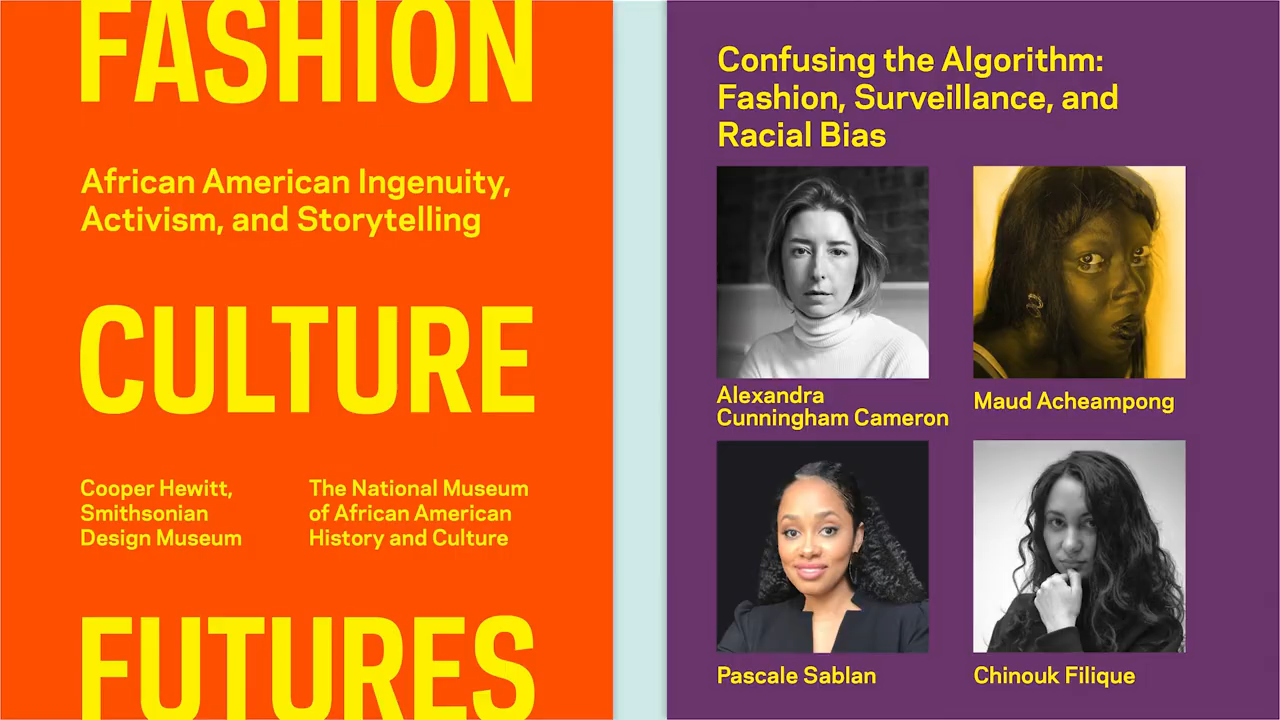 FASHION
African American Ingenuity,
Activism, and Storytelling
CULTURE
Cooper Hewitt,
Smithsonian
Design Museum
The National Museum
of African American
History and Culture
FUTURES
Confusing the Algorithm:
Fashion, Surveillance, and
Racial Bias
Alexandra
Cunningham Cameron
Maud Acheampong
Pascale Sablan
Chinouk Filique